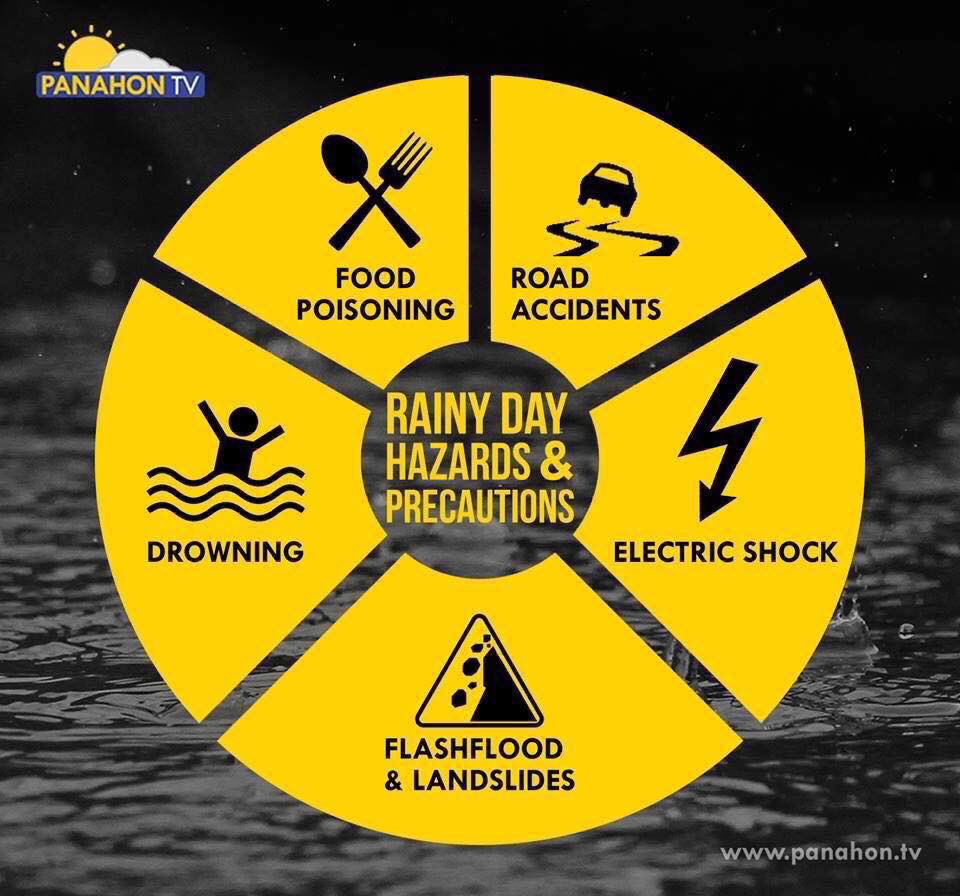 PANAHON TV
FOOD
POISONING
ROAD
ACCIDENTS
RAINY DAY
HAZARDS &
PRECAUTIONS
DROWNING
ELECTRIC SHOCK
FLASHFLOOD
& LANDSLIDES
www.panahon.tv